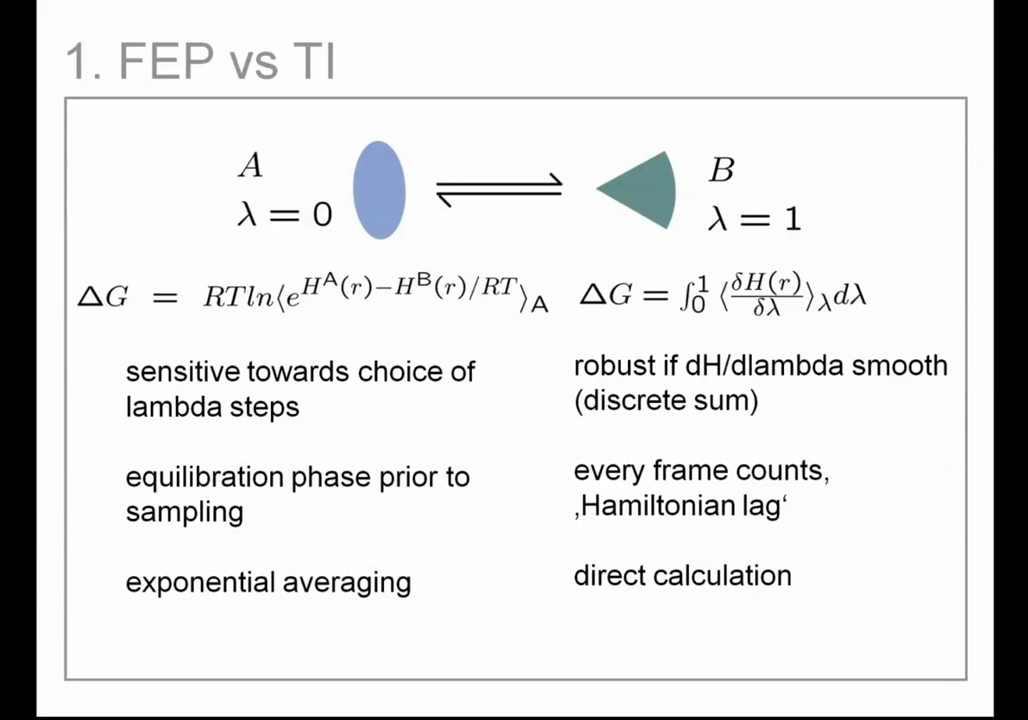 1. FEP vs TI
A
λ = 0
B
λ = 1
ΔG = RTln⟨e^{H^A(r)−H^B(r)/RT}⟩_A
ΔG = ∫_0^1 ⟨δH(r)/δλ⟩_λ dλ
sensitive towards choice of
lambda steps
equilibration phase prior to
sampling
exponential averaging
robust if dH/dlambda smooth
(discrete sum)
every frame counts,
‚Hamiltonian lag‘
direct calculation